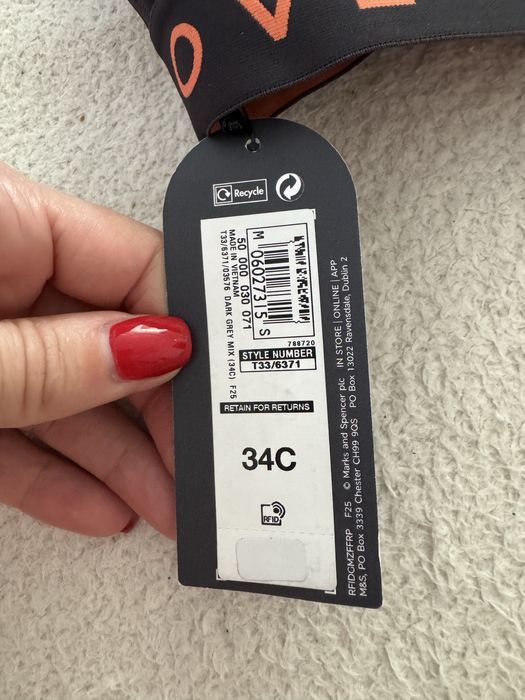 OVE
Recycle
M 06027315 S
50 000 030 071
MADE IN VIETNAM
T33/6371/03576 DARK GREY MIX (34C) F25
788720
STYLE NUMBER
T33/6371
RETAIN FOR RETURNS
34C
RFID
RFIDGMZFFRP F25 © Marks and Spencer plc IN STORE | ONLINE | APP
M&S, PO Box 3339 Chester CH99 9QS PO Box 13022 Ravensdale, Dublin 2